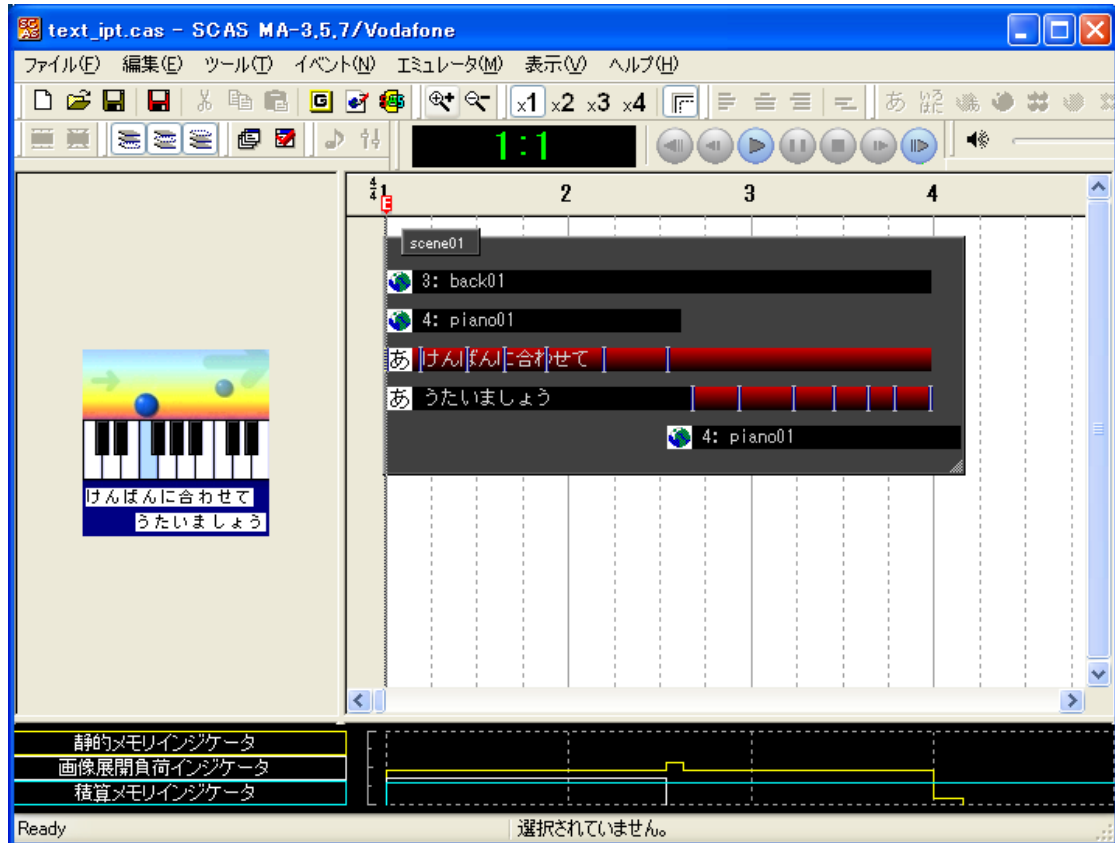 text_ipt.cas - SCAS MA-3,5,7/Vodafone
ファイル(F) 編集(E) ツール(T) イベント(N) エミュレータ(M) 表示(V) ヘルプ(H)
x1 x2 x3 x4 あ
1:1
4/4 1 2 3 4
E
scene01
3: back01
4: piano01
あ けんばんに合わせて
あ うたいましょう
4: piano01
けんばんに合わせて
うたいましょう
静的メモリインジケータ
画像展開負荷インジケータ
積算メモリインジケータ
Ready 選択されていません。